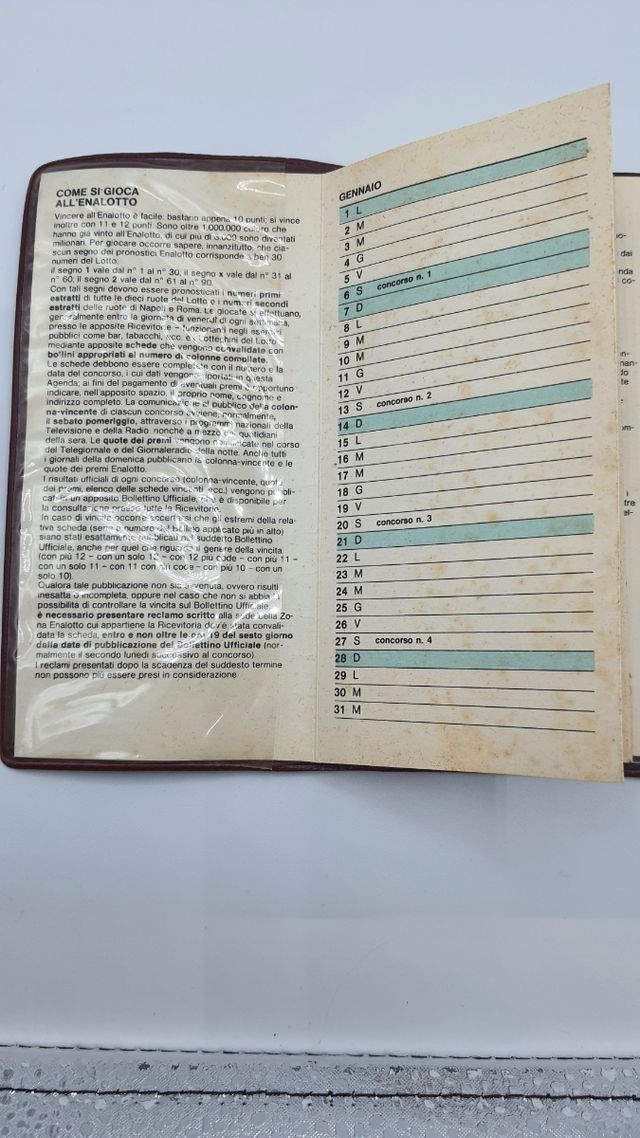 COME SI GIOCA
ALL'ENALOTTO
Vincere all'Enalotto è facile: bastano appena 10 punti; si vince
inoltre con 11 e 12 punti. Sono oltre 1.000.000 coloro che
hanno già vinto all'Enalotto, di cui più di 3.000 sono diventati
milionari. Per giocare occorre sapere, innanzitutto, che cia-
scun segno dei pronostici Enalotto corrisponde a ben 30
numeri del Lotto:
il segno 1 vale dal n° 1 al n° 30, il segno x vale dal n° 31 al
n° 60; il segno 2 vale dal n° 61 al n° 90.
Con tali segni devono essere pronosticati i numeri primi
estratti di tutte le dieci ruote del Lotto e i numeri secondi
estratti delle ruote di Napoli e Roma. Le giocate si effettuano,
generalmente entro la giornata di venerdì di ogni settimana,
presso le apposite Ricevitorie – funzionanti negli esercizi
pubblici come bar, tabacchi, ecc. e Botteghini del Lotto –
mediante apposite schede che vengono convalidate con
bollini appropriati al numero di colonne compilate.
Le schede debbono essere completate con il numero e la
data del concorso, i cui dati vengono riportati in questa
Agenda; ai fini del pagamento di eventuali premi è opportuno
indicare, nell'apposito spazio, il proprio nome, cognome e
indirizzo completo. La comunicazione al pubblico della colon-
na-vincente di ciascun concorso avviene, normalmente,
il sabato pomeriggio, attraverso i programmi nazionali della
Televisione e della Radio nonché a mezzo dei quotidiani
della sera. Le quote dei premi vengono comunicate nel corso
del Telegiornale e del Giornaleradio della notte. Anche tutti
i giornali della domenica pubblicano la colonna-vincente e le
quote dei premi Enalotto.
I risultati ufficiali di ogni concorso (colonna-vincente, quote
dei premi, elenco delle schede vincenti, ecc.) vengono pubbli-
cati in un apposito Bollettino Ufficiale, che è disponibile per
la consultazione presso tutte le Ricevitorie.
In caso di vincita occorre accertarsi che gli estremi della rela-
tiva scheda (serie e numero del bollino applicato più in alto)
siano stati esattamente pubblicati nel suddetto Bollettino
Ufficiale, anche per quel che riguarda il genere della vincita
(con più 12 – con un solo 12 – con 12 più code – con più 11 –
con un solo 11 – con 11 con più code – con più 10 – con un
solo 10).
Qualora tale pubblicazione non sia avvenuta, ovvero risulti
inesatta o incompleta, oppure nel caso che non si abbia la
possibilità di controllare la vincita sul Bollettino Ufficiale,
è necessario presentare reclamo scritto alla sede della Zo-
na Enalotto cui appartiene la Ricevitoria dov'è stata convali-
data la scheda, entro e non oltre le ore 19 del sesto giorno
dalla data di pubblicazione del Bollettino Ufficiale (nor-
malmente il secondo lunedì successivo al concorso).
I reclami presentati dopo la scadenza del suddesto termine
non possono più essere presi in considerazione.
GENNAIO
1 L
2 M
3 M
4 G
5 V
6 S concorso n. 1
7 D
8 L
9 M
10 M
11 G
12 V
13 S concorso n. 2
14 D
15 L
16 M
17 M
18 G
19 V
20 S concorso n. 3
21 D
22 L
23 M
24 M
25 G
26 V
27 S concorso n. 4
28 D
29 L
30 M
31 M